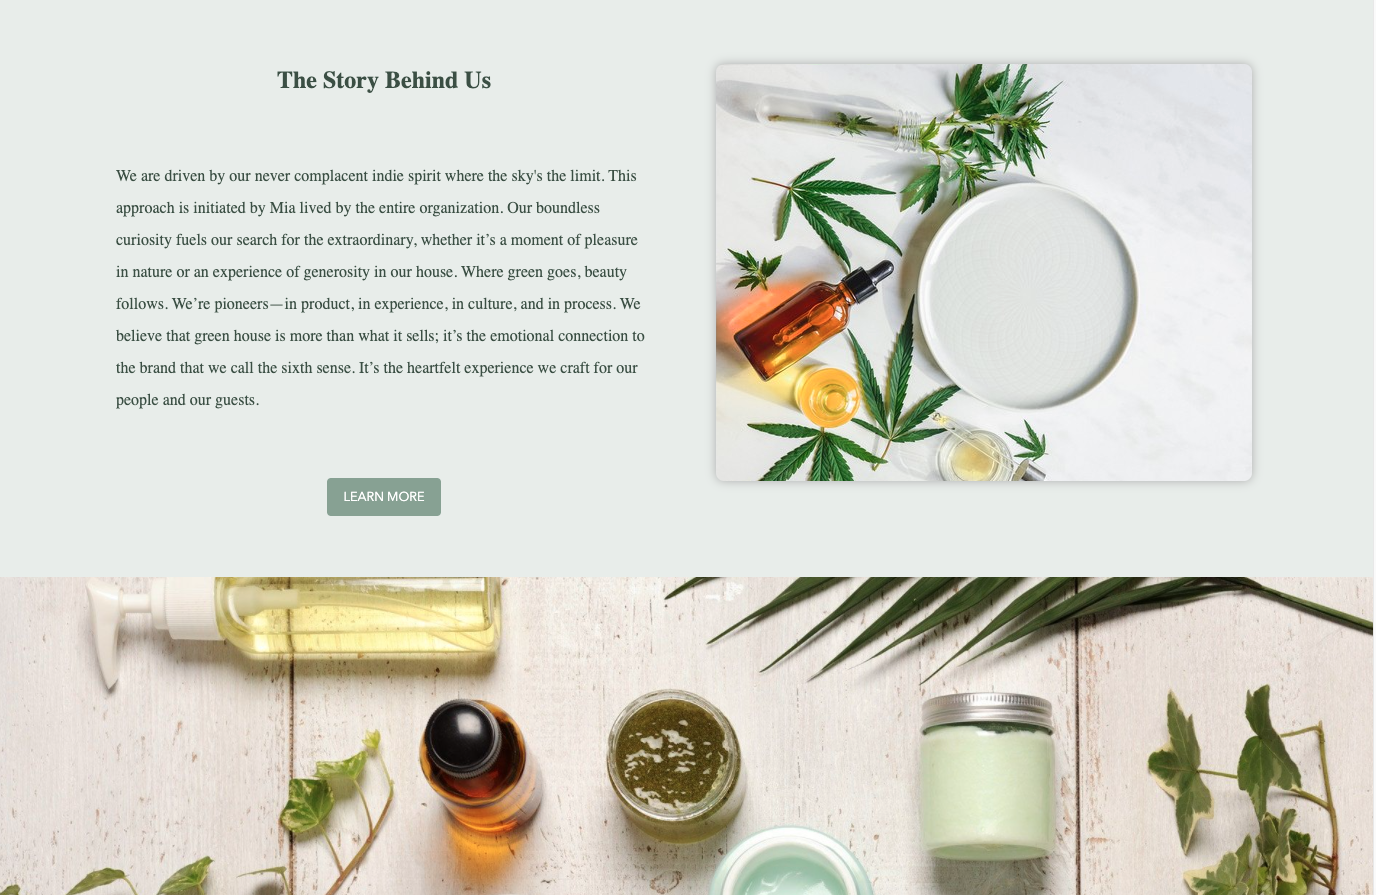 The Story Behind Us
We are driven by our never complacent indie spirit where the sky's the limit. This
approach is initiated by Mia lived by the entire organization. Our boundless
curiosity fuels our search for the extraordinary, whether it’s a moment of pleasure
in nature or an experience of generosity in our house. Where green goes, beauty
follows. We’re pioneers—in product, in experience, in culture, and in process. We
believe that green house is more than what it sells; it’s the emotional connection to
the brand that we call the sixth sense. It’s the heartfelt experience we craft for our
people and our guests.
LEARN MORE